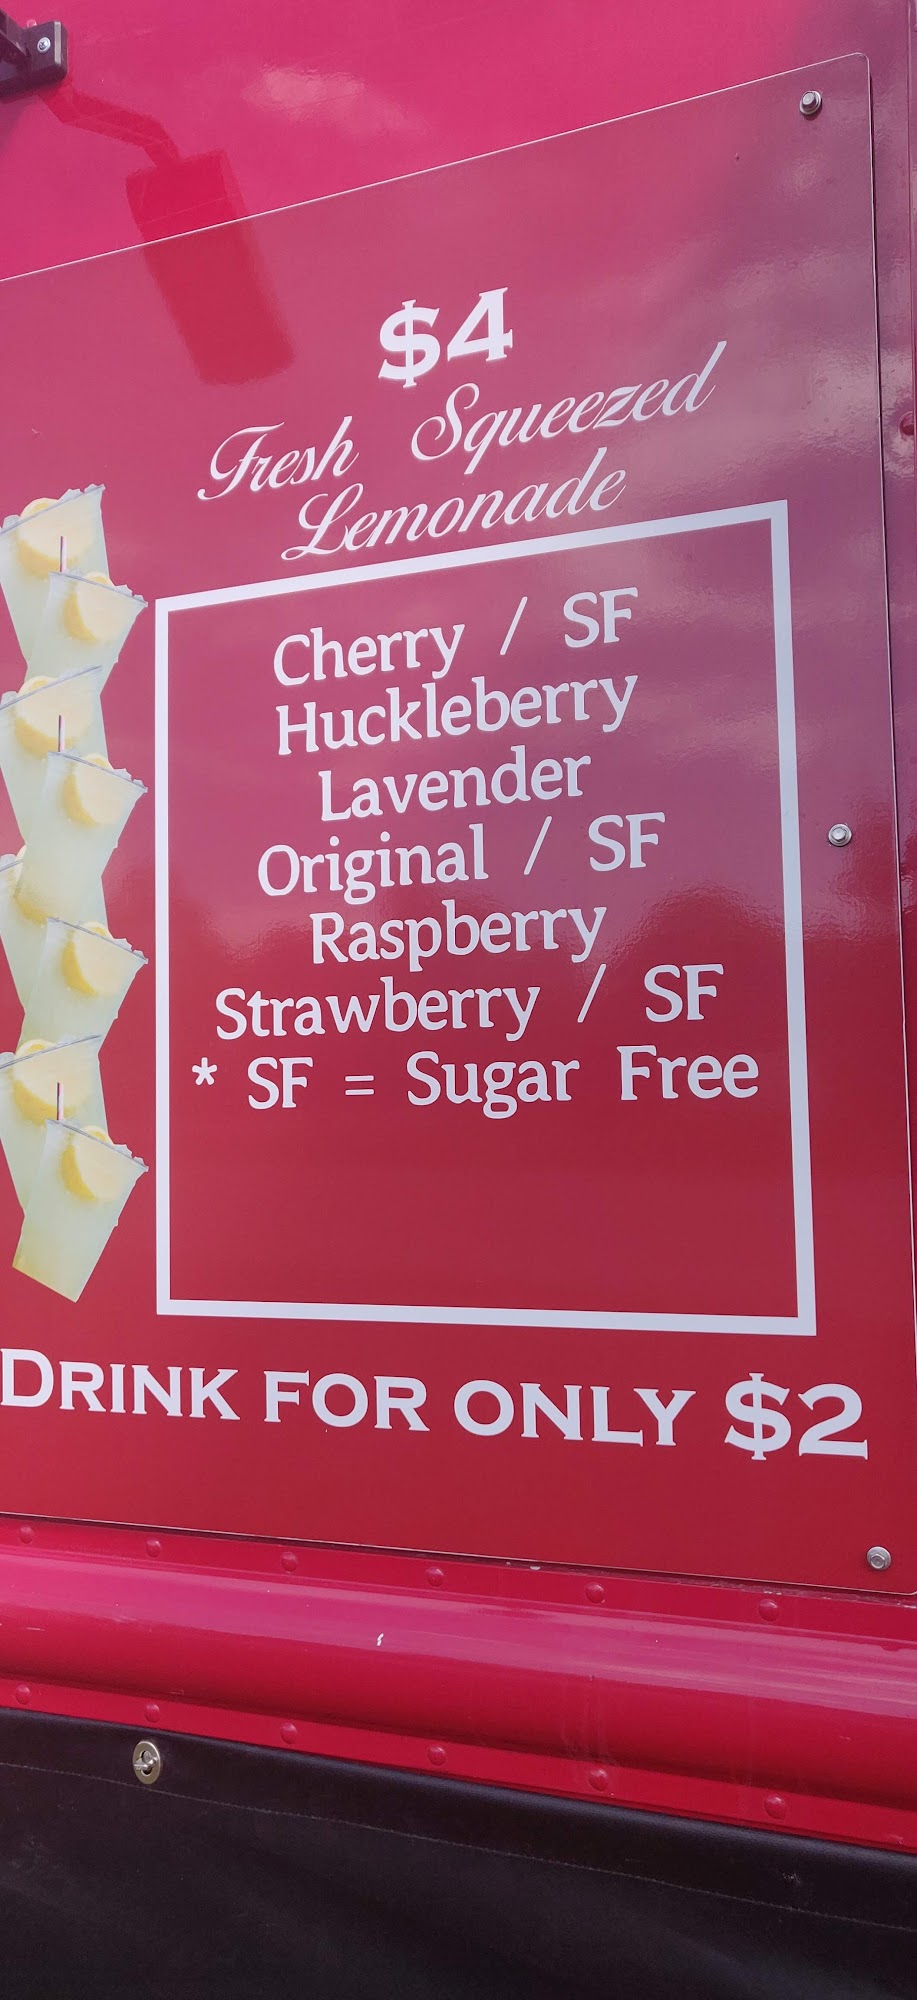 $4
Fresh Squeezed
Lemonade
Cherry / SF
Huckleberry
Lavender
Original / SF
Raspberry
Strawberry / SF
* SF = Sugar Free
DRINK FOR ONLY $2